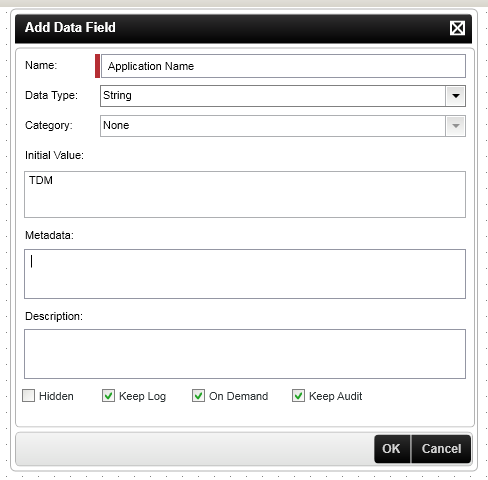 Add Data Field
Name: Application Name
Data Type: String
Category: None
Initial Value:
TDM
Metadata:
Description:
Hidden Keep Log On Demand Keep Audit
OK Cancel